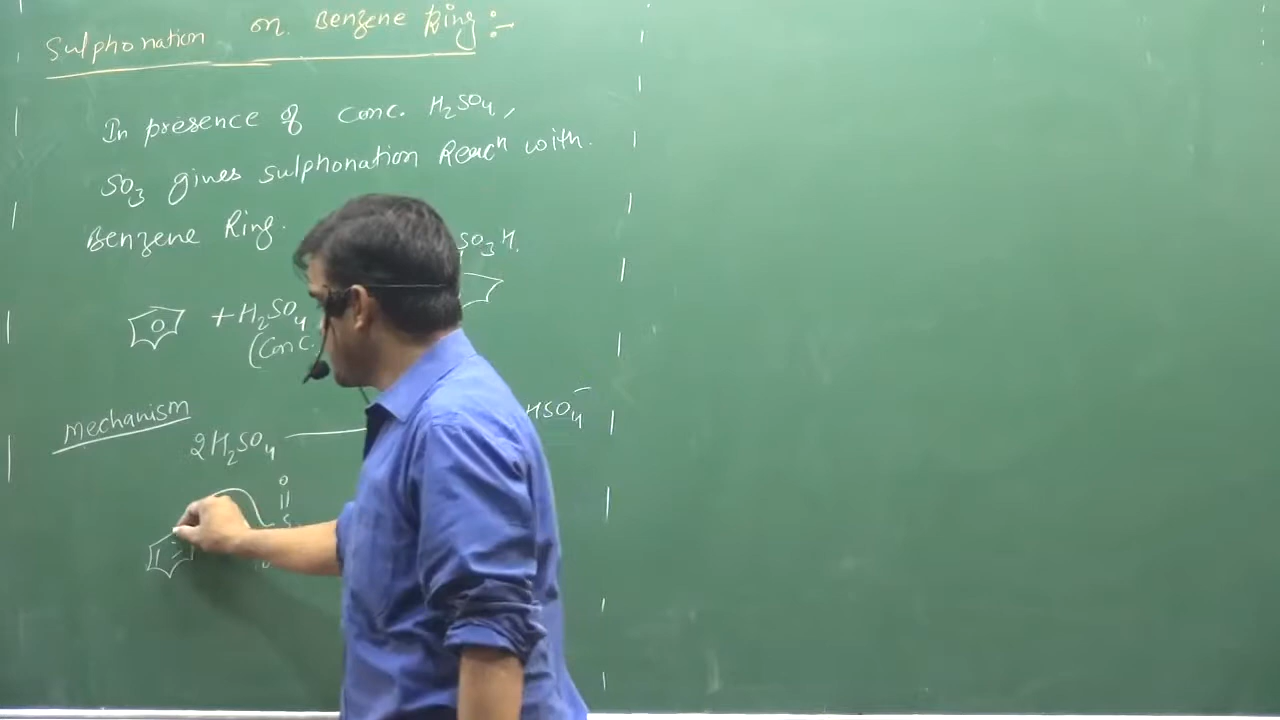 Sulphonation on Benzene Ring :-
In presence of conc. H₂SO₄,
SO₃ gives sulphonation Reacⁿ with
Benzene Ring.
SO₃H.
+ H₂SO₄
(Conc.
Mechanism
2H₂SO₄ HSO₄⁻
O
S